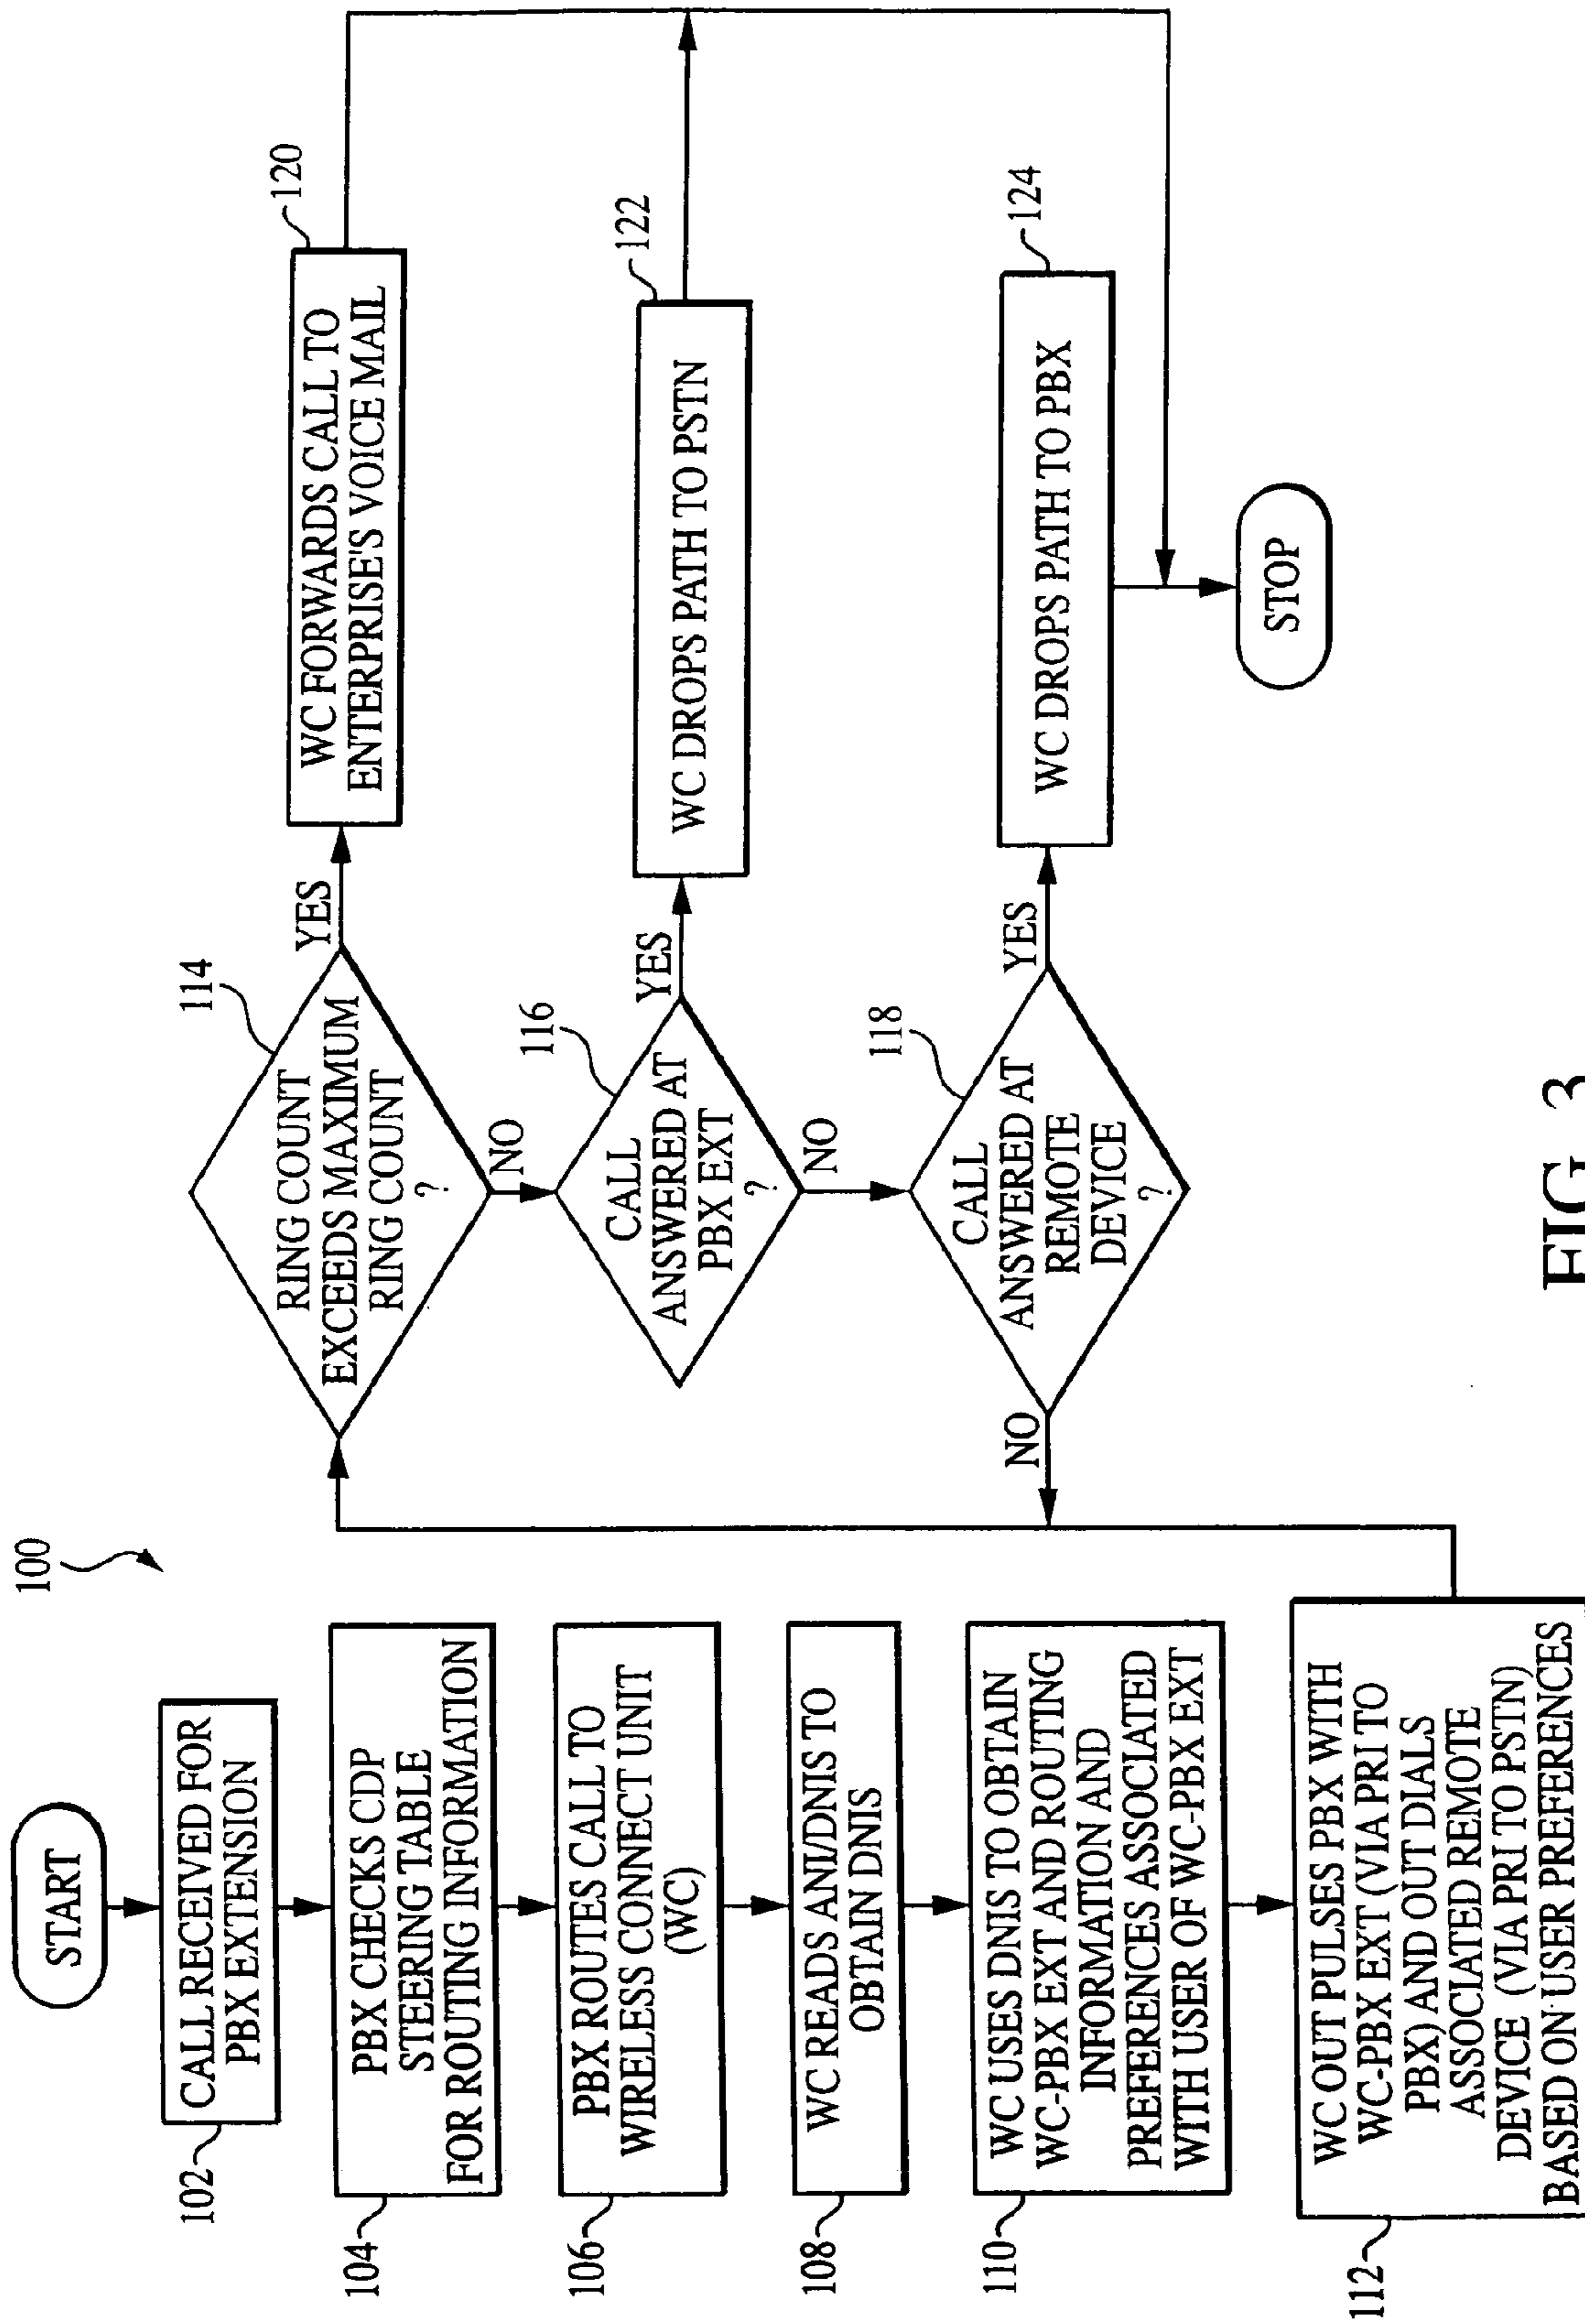 100
START
102
CALL RECEIVED FOR
PBX EXTENSION
104
PBX CHECKS CDP
STEERING TABLE
FOR ROUTING INFORMATION
106
PBX ROUTES CALL TO
WIRELESS CONNECT UNIT
(WC)
108
WC READS ANI/DNIS TO
OBTAIN DNIS
110
WC USES DNIS TO OBTAIN
WC-PBX EXT AND ROUTING
INFORMATION AND
PREFERENCES ASSOCIATED
WITH USER OF WC-PBX EXT
112
WC OUT PULSES PBX WITH
WC-PBX EXT (VIA PRI TO
PBX) AND OUT DIALS
ASSOCIATED REMOTE
DEVICE (VIA PRI TO PSTN)
BASED ON USER PREFERENCES
114
RING COUNT
EXCEEDS MAXIMUM
RING COUNT
?
YES
NO
120
WC FORWARDS CALL TO
ENTERPRISE'S VOICE MAIL
116
CALL
ANSWERED AT
PBX EXT
?
YES
NO
122
WC DROPS PATH TO PSTN
118
CALL
ANSWERED AT
REMOTE
DEVICE
?
YES
NO
124
WC DROPS PATH TO PBX
STOP
FIG. 3